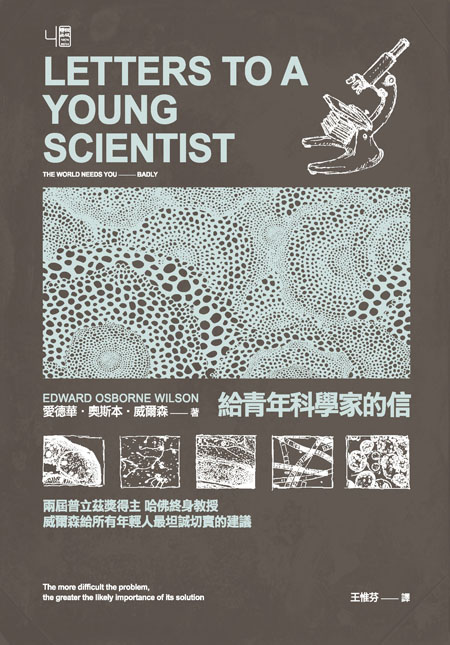 LETTERS TO A
YOUNG
SCIENTIST
THE WORLD NEEDS YOU —— BADLY
EDWARD OSBORNE WILSON
愛德華・奧斯本・威爾森 —— 著
給青年科學家的信
兩屆普立茲獎得主 哈佛終身教授
威爾森給所有年輕人最坦誠切實的建議
The more difficult the problem,
the greater the likely importance of its solution
王惟芬 —— 譯